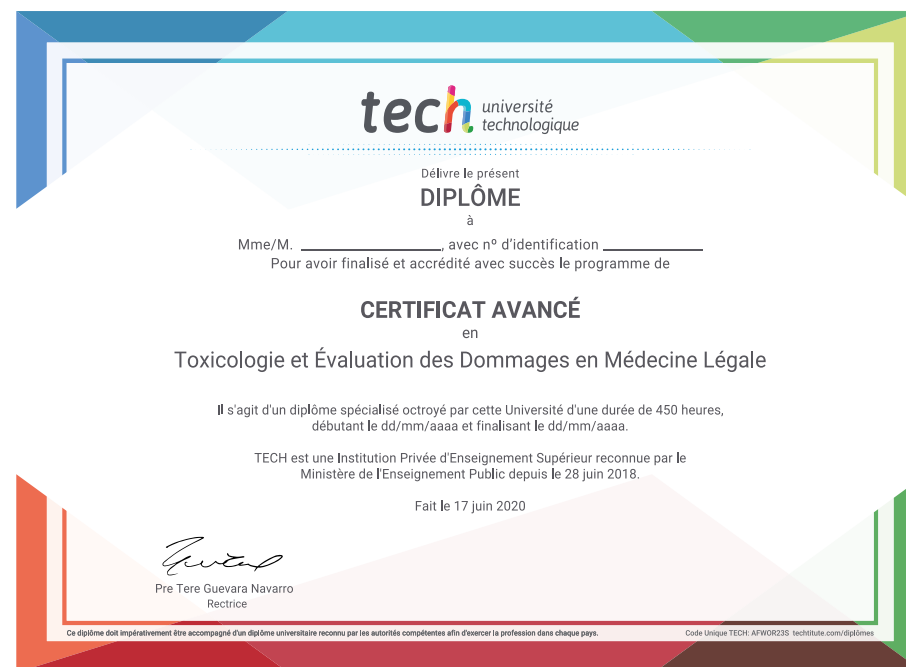 tech université
technologique
Délivre le présent
DIPLÔME
à
Mme/M. ____________________, avec nº d'identification ______________
Pour avoir finalisé et accrédité avec succès le programme de
CERTIFICAT AVANCÉ
en
Toxicologie et Évaluation des Dommages en Médecine Légale
Il s'agit d'un diplôme spécialisé octroyé par cette Université d'une durée de 450 heures,
débutant le dd/mm/aaaa et finalisant le dd/mm/aaaa.
TECH est une Institution Privée d'Enseignement Supérieur reconnue par le
Ministère de l'Enseignement Public depuis le 28 juin 2018.
Fait le 17 juin 2020
Pre Tere Guevara Navarro
Rectrice
Ce diplôme doit impérativement être accompagné d'un diplôme universitaire reconnu par les autorités compétentes afin d'exercer la profession dans chaque pays.
Code Unique TECH: AFWOR23S techtitute.com/diplômes